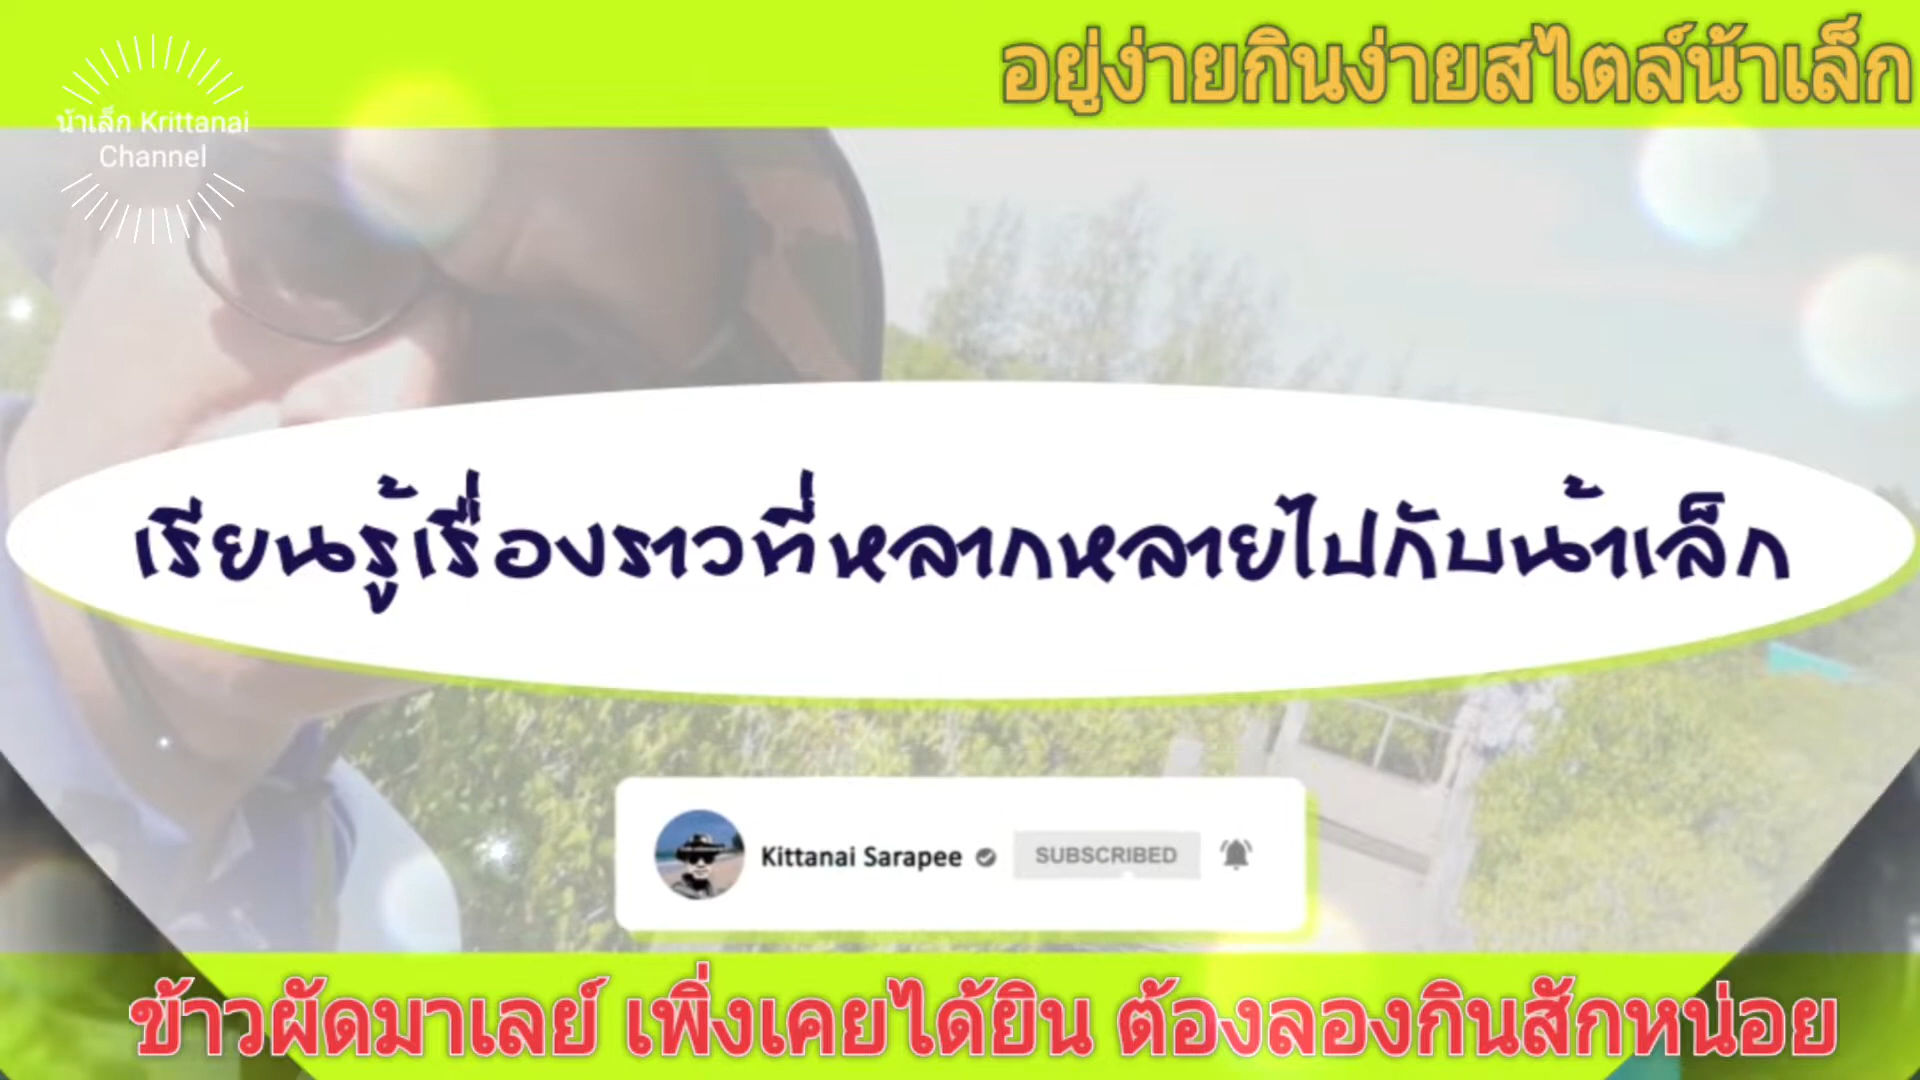 อยู่ง่ายกินง่ายสไตล์น้าเล็ก
น้าเล็ก Krittanai
Channel
เรียนรู้เรื่องราวที่หลากหลายไปกับน้าเล็ก
Kittanai Sarapee SUBSCRIBED
ข้าวผัดมาเลย์ เพิ่งเคยได้ยิน ต้องลองกินสักหน่อย